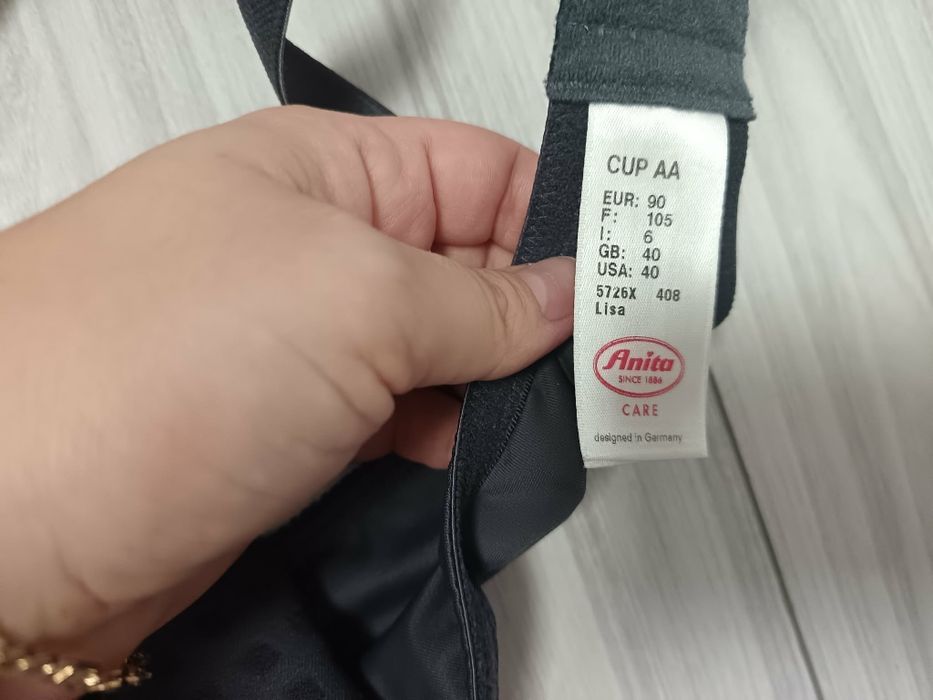 CUP AA
EUR: 90
F: 105
I: 6
GB: 40
USA: 40
5726X 408
Lisa
Anita
SINCE 1886
CARE
designed in Germany